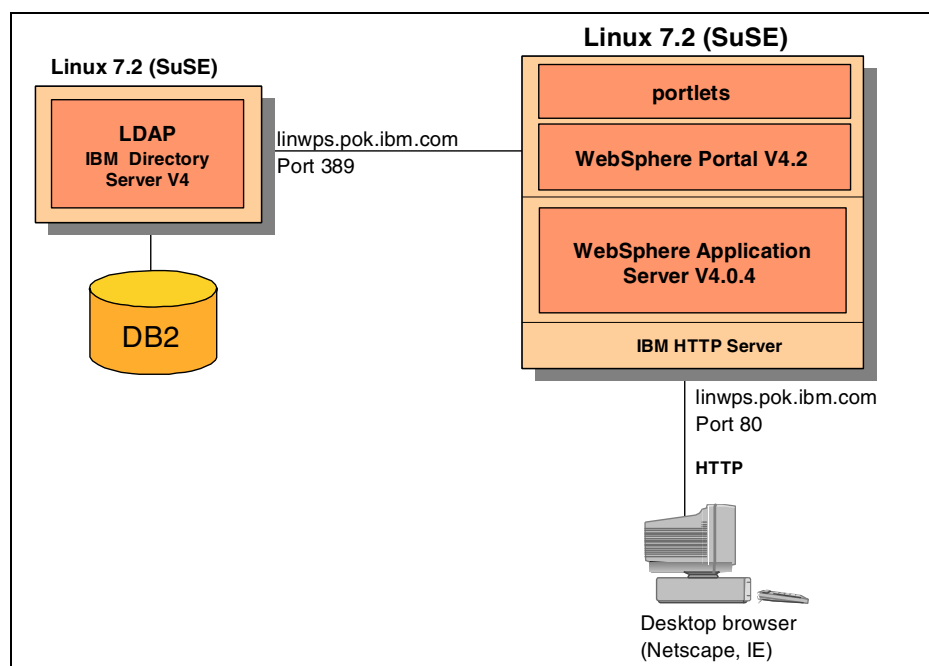 Linux 7.2 (SuSE)
LDAP
IBM Directory
Server V4
DB2
linwps.pok.ibm.com
Port 389
Linux 7.2 (SuSE)
portlets
WebSphere Portal V4.2
WebSphere Application
Server V4.0.4
IBM HTTP Server
linwps.pok.ibm.com
Port 80
HTTP
Desktop browser
(Netscape, IE)